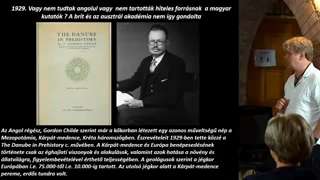 1929. Vagy nem tudtak angolul vagy nem tartották hiteles forrásnak a magyar
kutatók ? A brit és az ausztrál akadémia nem így gondolta
THE DANUBE
IN PREHISTORY
Az Angol régész, Gordon Childe szerint már a kőkorban létezett egy azonos műveltségű nép a
Mezopotámia, Kárpát-medence, Kréta háromszögben. Észrevételeit 1929-ben tette közzé a
The Danube in Prehistory c. művében. A Kárpát-medence és Európa benépesedésének
története csak az éghajlati viszonyok és alakulások, valamint azok hatása a növény és
állatvilágra, figyelembevételével érthető teljességében. A geológusok szerint a jégkor
Európában i.e. 75.000-től i.e. 10.000-ig tartott. Az utolsó jégkor alatt a Kárpát-medence
pereme, erdős tundra volt.